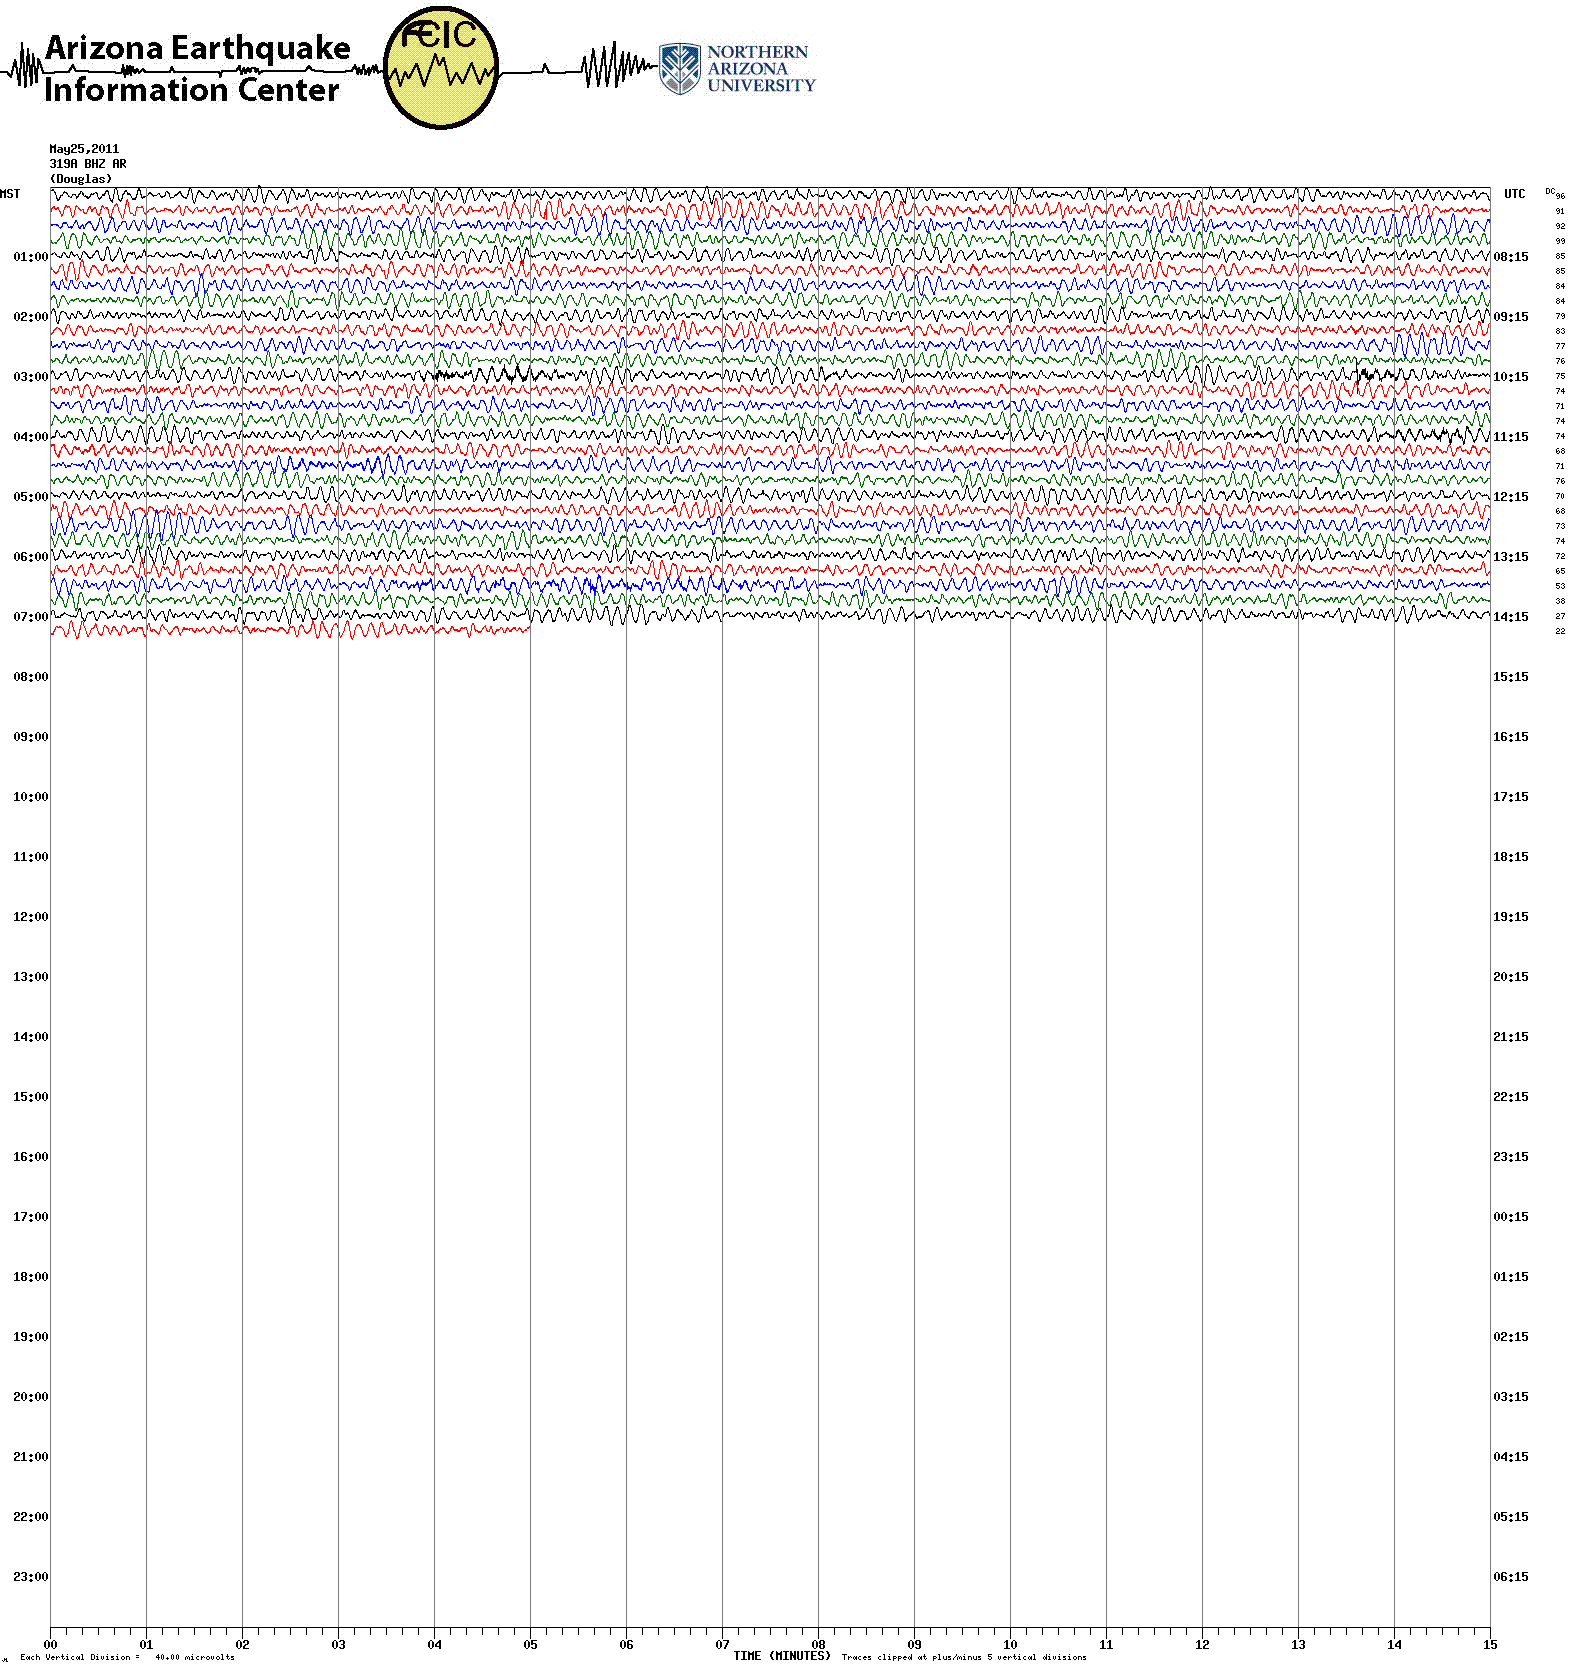 Arizona Earthquake
Information Center
ÆEIC
NORTHERN
ARIZONA
UNIVERSITY
May25,2011
319A BHZ AR
(Douglas)
MST UTC DC 96
91
92
99
01:00 08:15 85
85
84
84
02:00 09:15 79
83
77
76
03:00 10:15 75
74
71
74
04:00 11:15 74
68
71
76
05:00 12:15 70
68
73
74
06:00 13:15 72
65
53
38
07:00 14:15 27
22
08:00 15:15
09:00 16:15
10:00 17:15
11:00 18:15
12:00 19:15
13:00 20:15
14:00 21:15
15:00 22:15
16:00 23:15
17:00 00:15
18:00 01:15
19:00 02:15
20:00 03:15
21:00 04:15
22:00 05:15
23:00 06:15
00 01 02 03 04 05 06 07 08 09 10 11 12 13 14 15
Each Vertical Division = 40.00 microvolts TIME (MINUTES) Traces clipped at plus/minus 5 vertical divisions